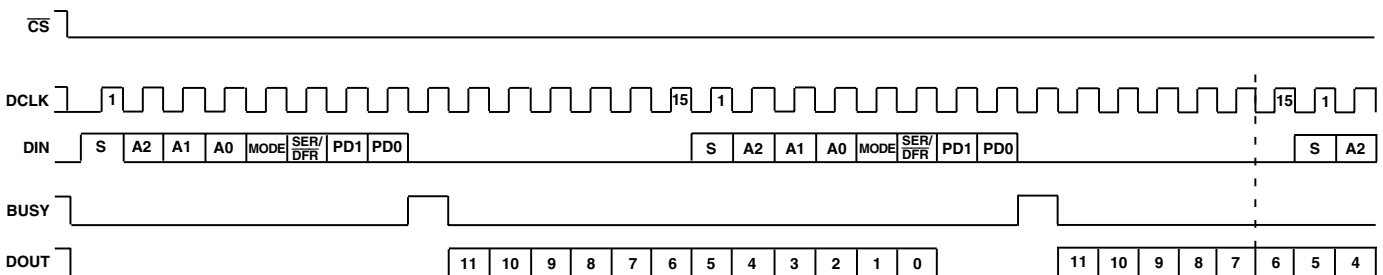 CS
DCLK 1 15 1 15 1
DIN S A2 A1 A0 MODE SER/DFR PD1 PD0 S A2 A1 A0 MODE SER/DFR PD1 PD0 S A2
BUSY
DOUT 11 10 9 8 7 6 5 4 3 2 1 0 11 10 9 8 7 6 5 4